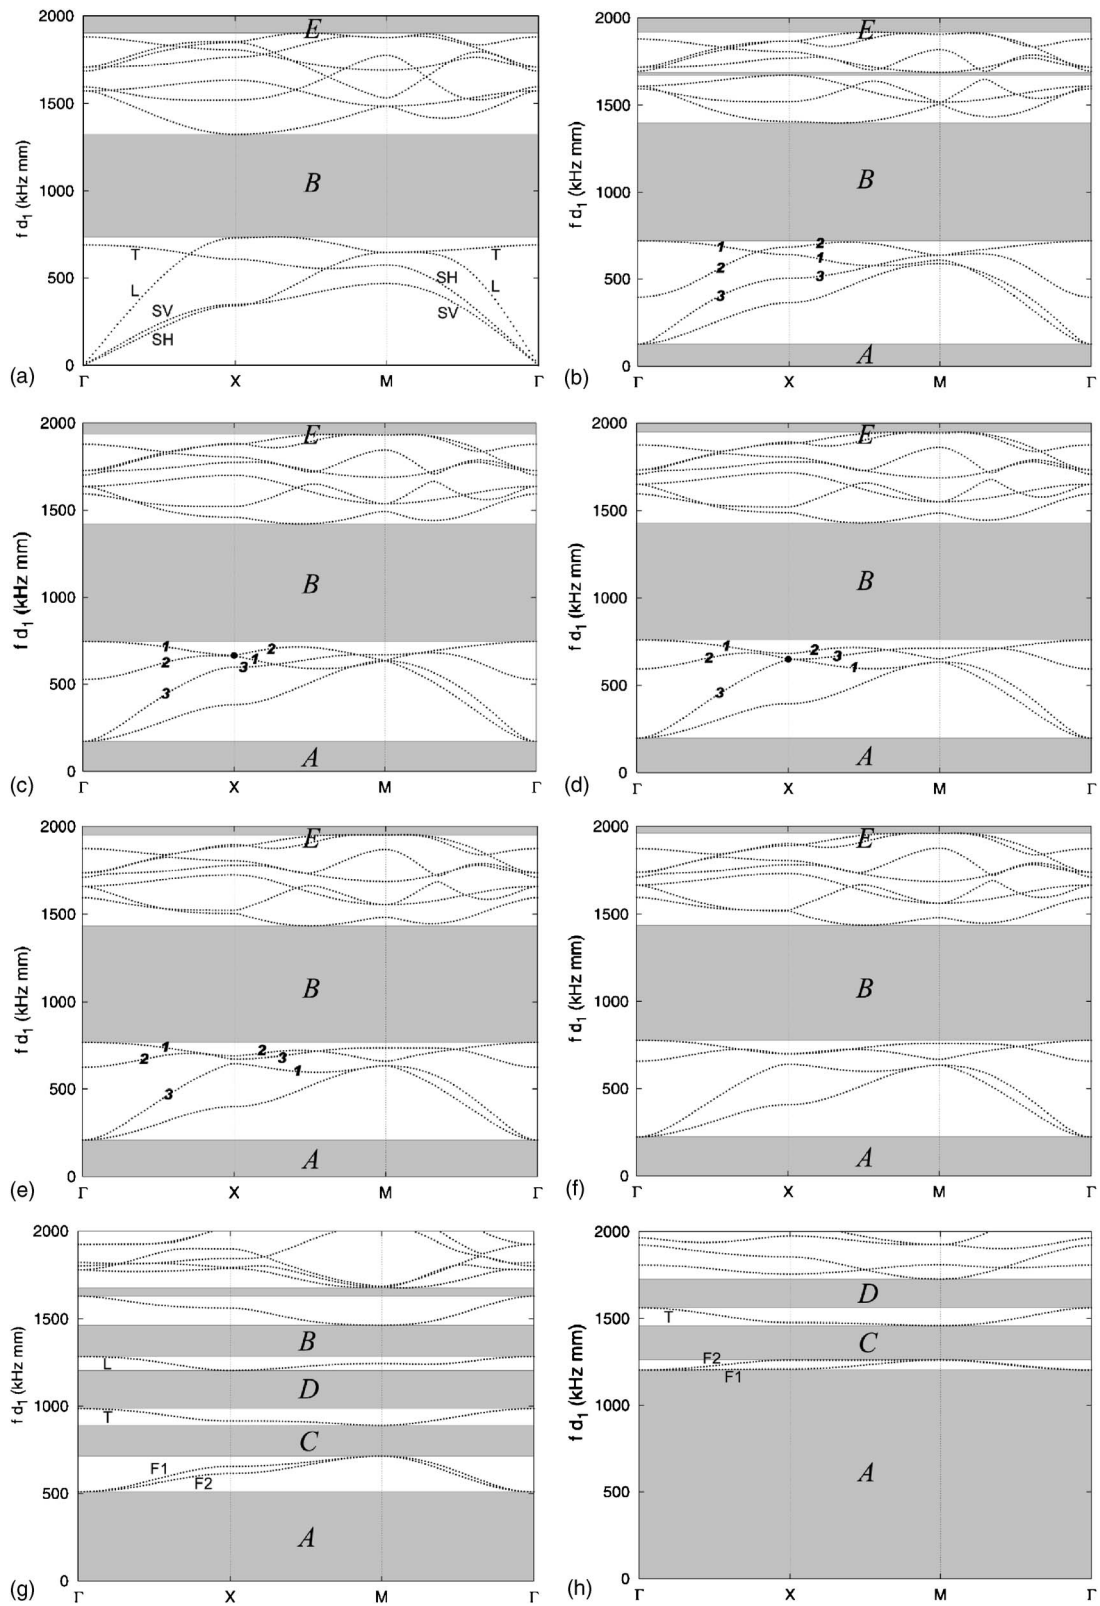 2000
1500
1000
500
0
f d1 (kHz mm)
E
B
T
L
SV
SH
T
L
SH
SV
Γ X M Γ
(a)
2000
1500
1000
500
0
f d1 (kHz mm)
E
B
A
1
2
3
2
1
3
Γ X M Γ
(b)
2000
1500
1000
500
0
f d1 (kHz mm)
E
B
A
1
2
3
2
1
3
Γ X M Γ
(c)
2000
1500
1000
500
0
f d1 (kHz mm)
E
B
A
1
2
3
2
3
1
Γ X M Γ
(d)
2000
1500
1000
500
0
f d1 (kHz mm)
E
B
A
1
2
3
2
3
1
Γ X M Γ
(e)
2000
1500
1000
500
0
f d1 (kHz mm)
E
B
A
Γ X M Γ
(f)
2000
1500
1000
500
0
f d1 (kHz mm)
B
L
D
T
C
F1
F2
A
Γ X M Γ
(g)
2000
1500
1000
500
0
f d1 (kHz mm)
D
T
C
F2
F1
A
Γ X M Γ
(h)